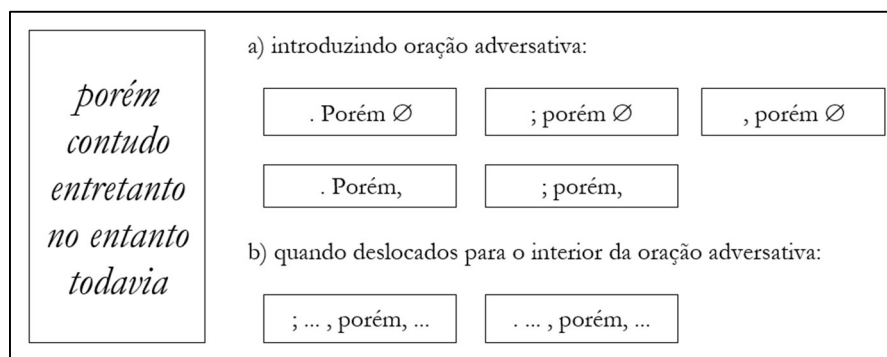 porém
contudo
entretanto
no entanto
todavia
a) introduzindo oração adversativa:
. Porém ∅
; porém ∅
, porém ∅
. Porém,
; porém,
b) quando deslocados para o interior da oração adversativa:
; ... , porém, ...
. ... , porém, ...